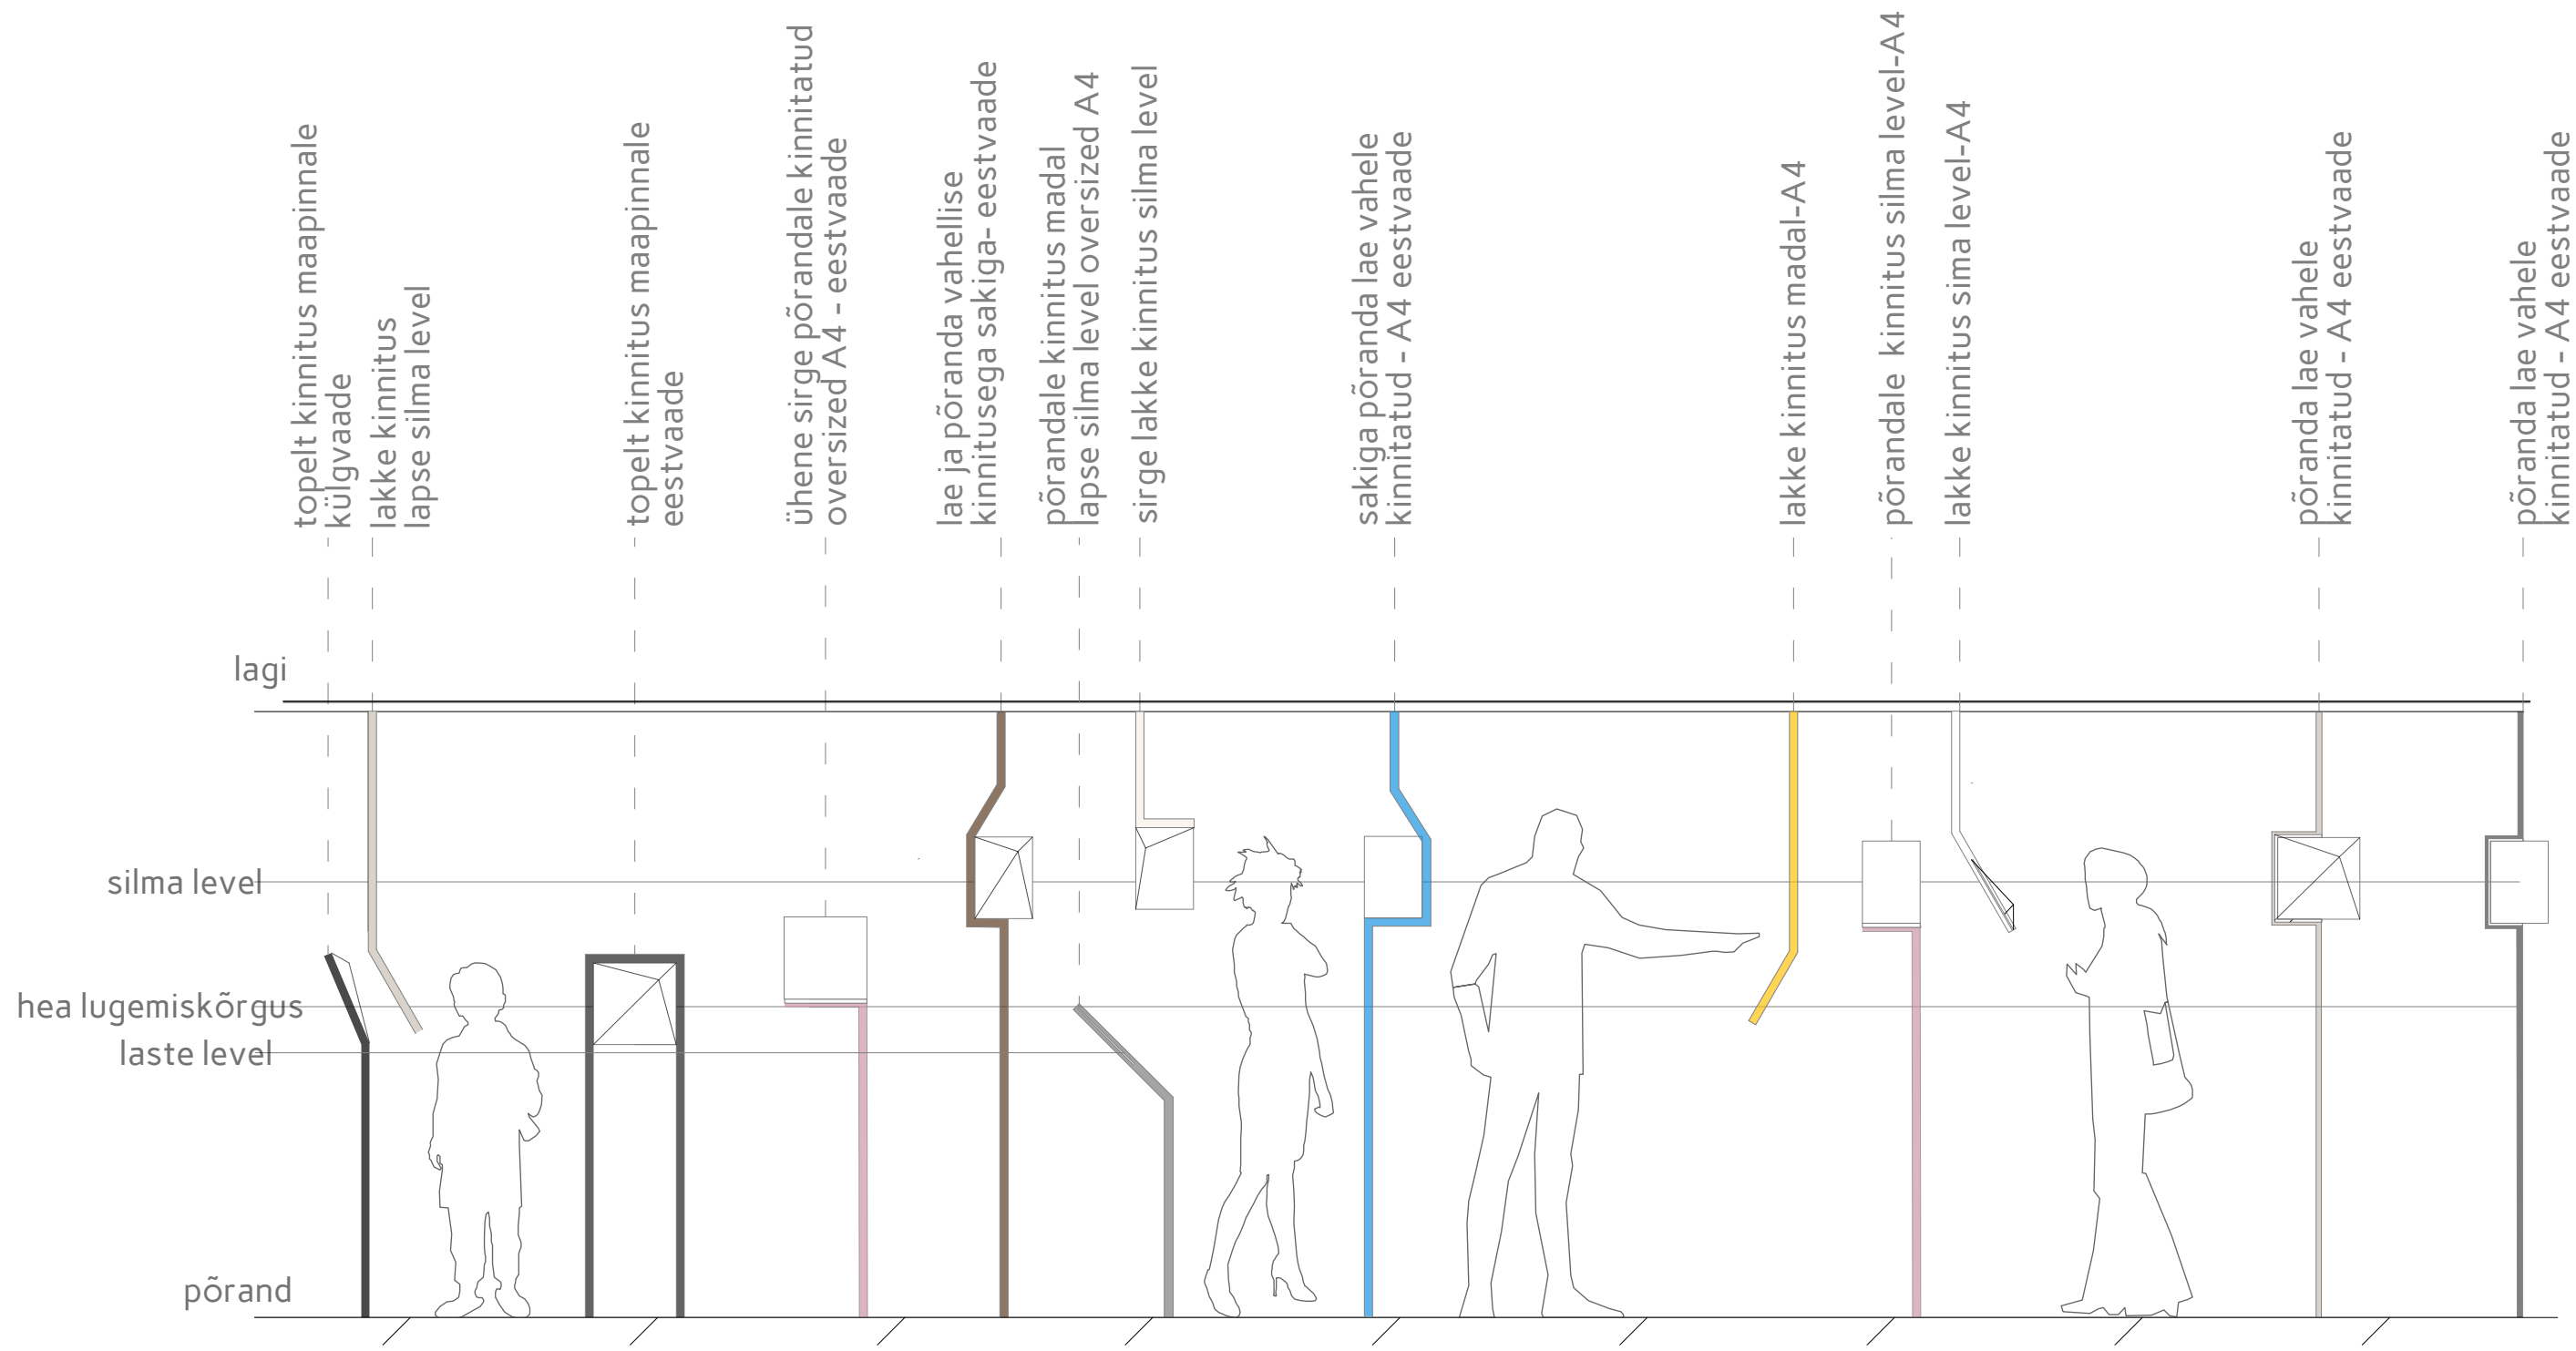 topelt kinnitus maapinnale
külgvaade
lakke kinnitus
lapse silma level
topelt kinnitus maapinnale
eestvaade
ühene sirge põrandale kinnitatud
oversized A4 - eestvaade
lae ja põranda vahellise
kinnitusega sakiga- eestvaade
põrandale kinnitus madal
lapse silma level oversized A4
sirge lakke kinnitus silma level
sakiga põranda lae vahele
kinnitatud - A4 eestvaade
lakke kinnitus madal-A4
põrandale kinnitus silma level-A4
lakke kinnitus sima level-A4
põranda lae vahele
kinnitatud - A4 eestvaade
põranda lae vahele
kinnitatud - A4 eestvaade
lagi
silma level
hea lugemiskõrgus
laste level
põrand